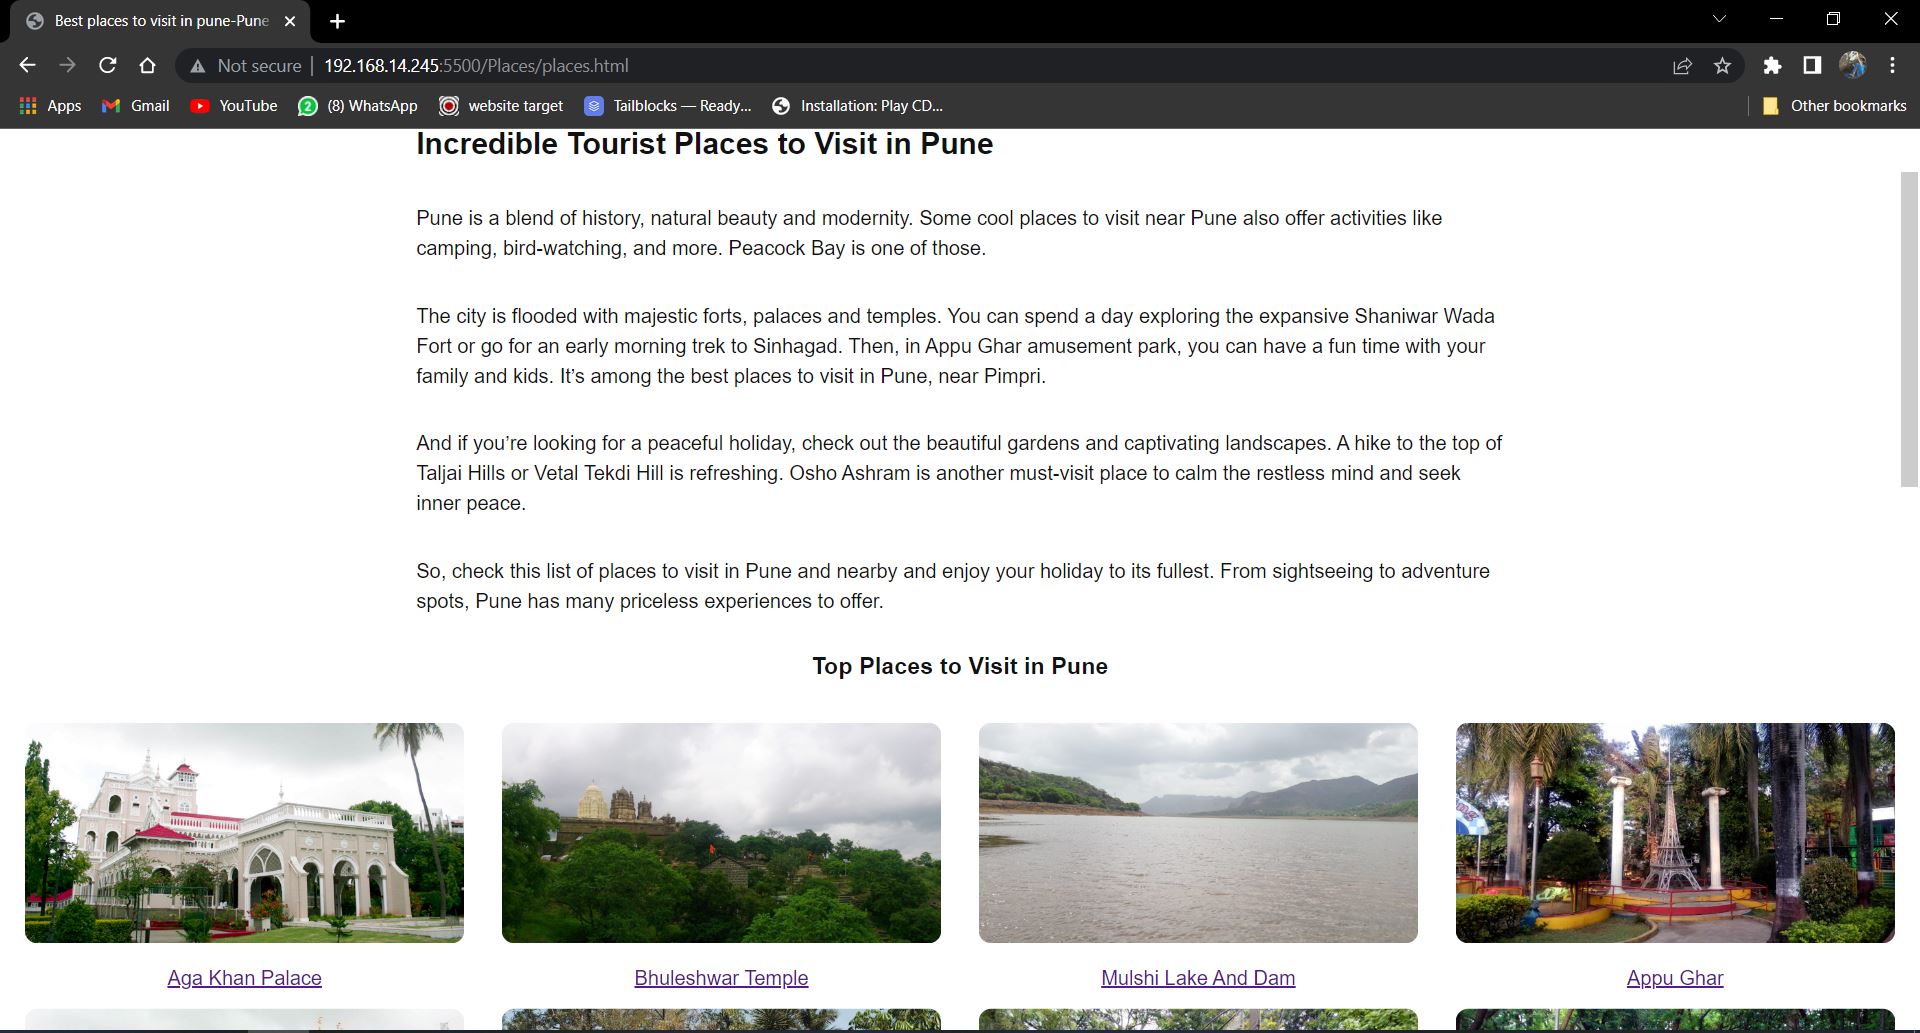 Best places to visit in pune-Pune
Not secure
192.168.14.245:5500/Places/places.html
Apps
Gmail
YouTube
(8) WhatsApp
website target
Tailblocks — Ready...
Installation: Play CD...
Other bookmarks
Incredible Tourist Places to Visit in Pune
Pune is a blend of history, natural beauty and modernity. Some cool places to visit near Pune also offer activities like
camping, bird-watching, and more. Peacock Bay is one of those.
The city is flooded with majestic forts, palaces and temples. You can spend a day exploring the expansive Shaniwar Wada
Fort or go for an early morning trek to Sinhagad. Then, in Appu Ghar amusement park, you can have a fun time with your
family and kids. It’s among the best places to visit in Pune, near Pimpri.
And if you’re looking for a peaceful holiday, check out the beautiful gardens and captivating landscapes. A hike to the top of
Taljai Hills or Vetal Tekdi Hill is refreshing. Osho Ashram is another must-visit place to calm the restless mind and seek
inner peace.
So, check this list of places to visit in Pune and nearby and enjoy your holiday to its fullest. From sightseeing to adventure
spots, Pune has many priceless experiences to offer.
Top Places to Visit in Pune
Aga Khan Palace
Bhuleshwar Temple
Mulshi Lake And Dam
Appu Ghar